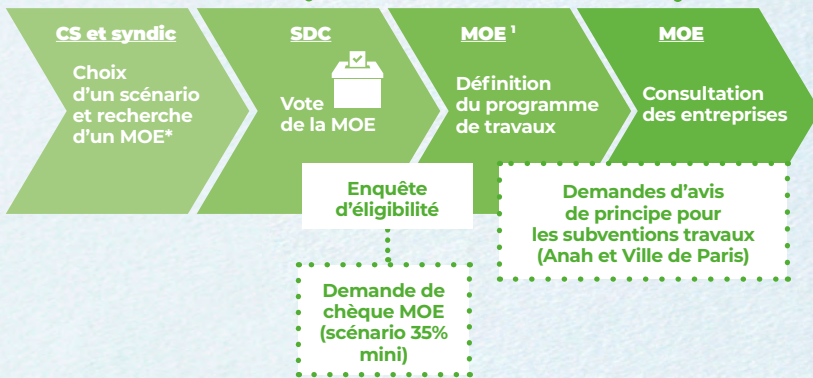 CS et syndic
Choix
d'un scénario
et recherche
d'un MOE*
SDC
Vote
de la MOE
MOE ¹
Définition
du programme
de travaux
MOE
Consultation
des entreprises
Enquête
d'éligibilité
Demande de
chèque MOE
(scénario 35%
mini)
Demandes d'avis
de principe pour
les subventions travaux
(Anah et Ville de Paris)